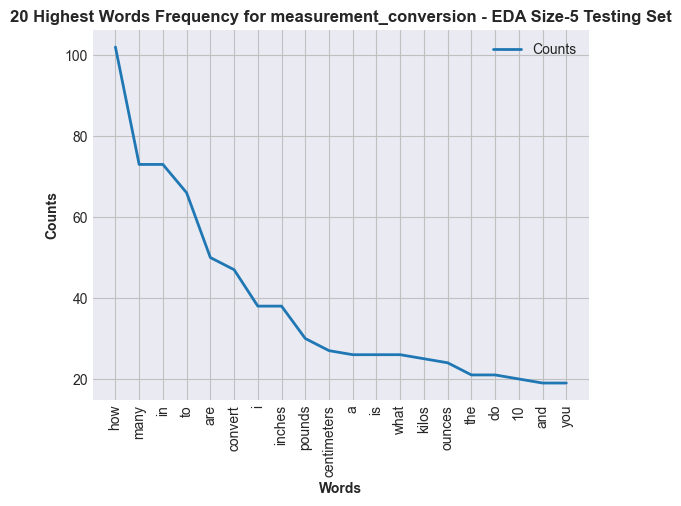 20 Highest Words Frequency for measurement_conversion - EDA Size-5 Testing Set
Counts
100
80
60
40
20
Counts
how
many
in
to
are
convert
i
inches
pounds
centimeters
a
is
what
kilos
ounces
the
do
10
and
you
Words